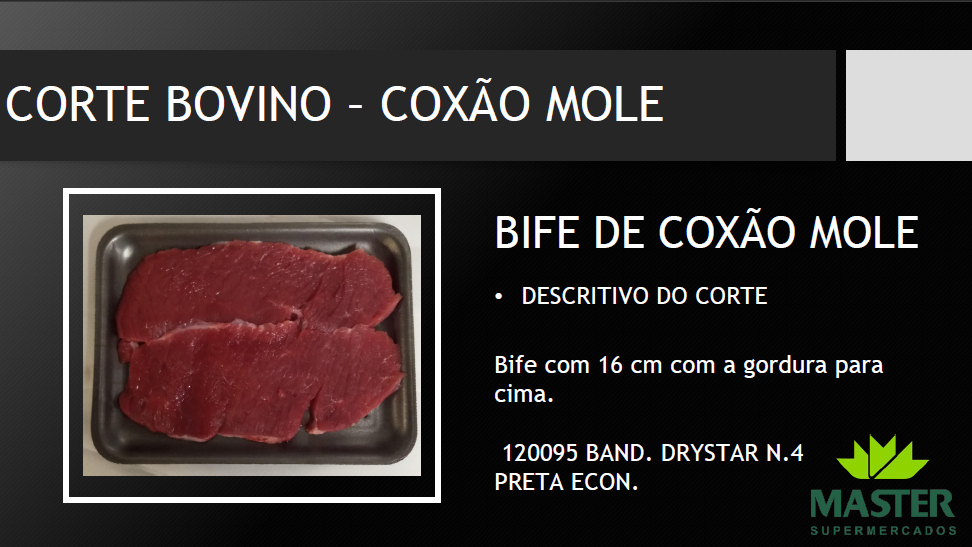 CORTE BOVINO – COXÃO MOLE
BIFE DE COXÃO MOLE
• DESCRITIVO DO CORTE
Bife com 16 cm com a gordura para
cima.
120095 BAND. DRYSTAR N.4
PRETA ECON.
MASTER
SUPERMERCADOS